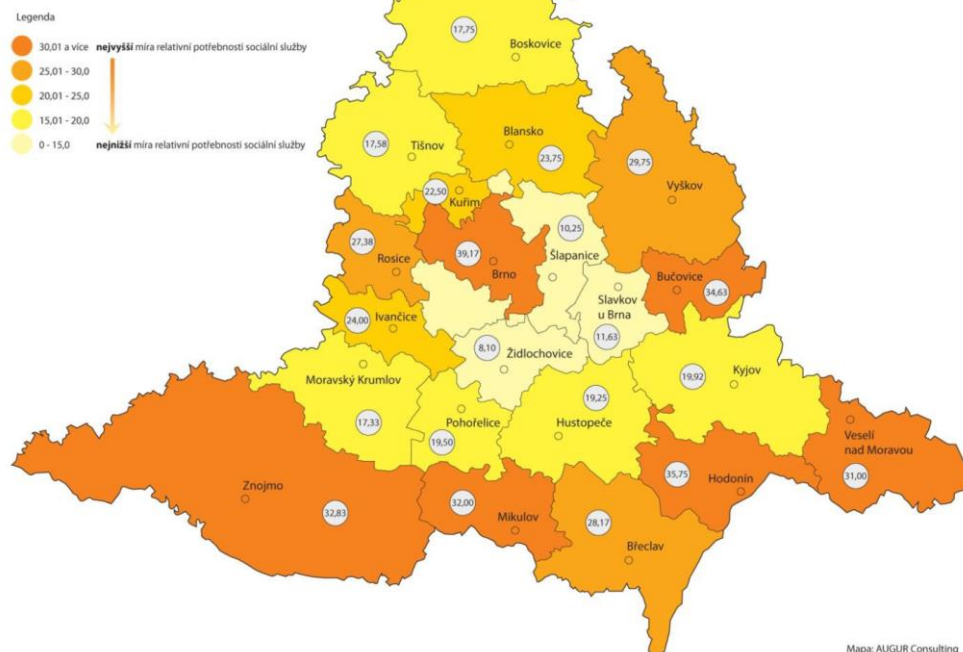 Legenda
30,01 a více nejvyšší míra relativní potřebnosti sociální služby
25,01 - 30,0
20,01 - 25,0
15,01 - 20,0
0 - 15,0 nejnižší míra relativní potřebnosti sociální služby
17,75
Boskovice
17,58
Tišnov
Blansko
23,75
29,75
Vyškov
22,50
Kuřim
27,38
Rosice
39,17
Brno
10,25
Šlapanice
Bučovice
34,63
Slavkov
u Brna
11,63
24,00
Ivančice
8,10
Židlochovice
Moravský Krumlov
17,33
Pohořelice
19,50
19,25
Hustopeče
19,92
Kyjov
Veselí
nad Moravou
31,00
35,75
Hodonín
Znojmo
32,83
32,00
Mikulov
28,17
Břeclav
Mapa: AUGUR Consulting